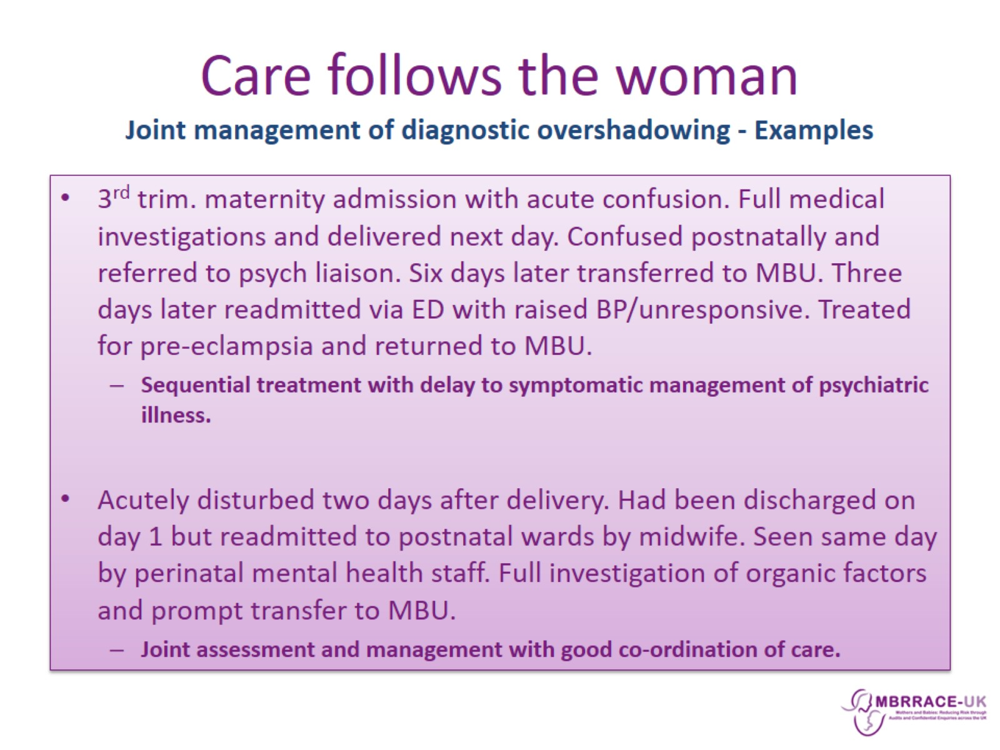 Care follows the woman
Joint management of diagnostic overshadowing - Examples
• 3rd trim. maternity admission with acute confusion. Full medical
investigations and delivered next day. Confused postnatally and
referred to psych liaison. Six days later transferred to MBU. Three
days later readmitted via ED with raised BP/unresponsive. Treated
for pre-eclampsia and returned to MBU.
– Sequential treatment with delay to symptomatic management of psychiatric
illness.
• Acutely disturbed two days after delivery. Had been discharged on
day 1 but readmitted to postnatal wards by midwife. Seen same day
by perinatal mental health staff. Full investigation of organic factors
and prompt transfer to MBU.
– Joint assessment and management with good co-ordination of care.
MBRRACE-UK
Mothers and Babies: Reducing Risk through
Audits and Confidential Enquiries across the UK